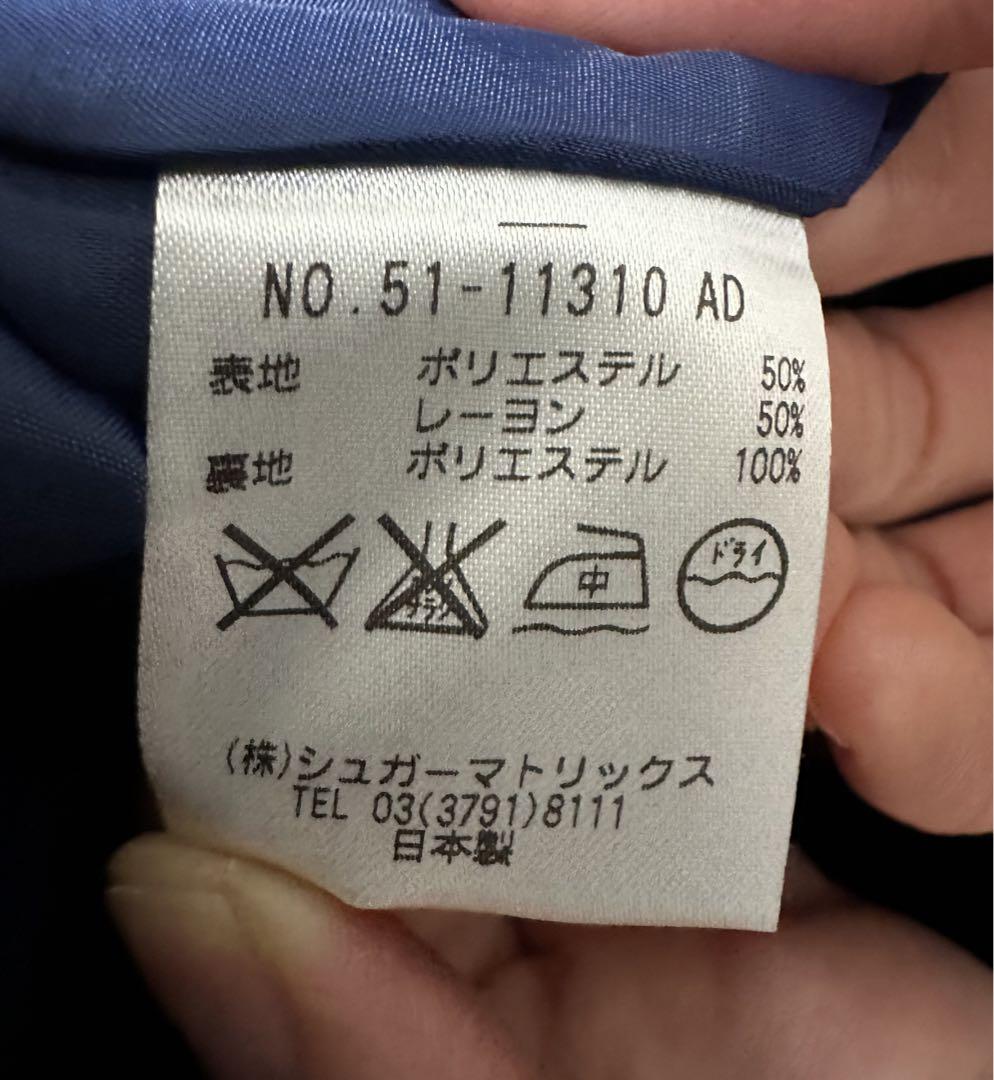 NO.51-11310 AD
表地 ポリエステル 50%
レーヨン 50%
裏地 ポリエステル 100%
中 ドライ
(株)シュガーマトリックス
TEL 03(3791)8111
日本製